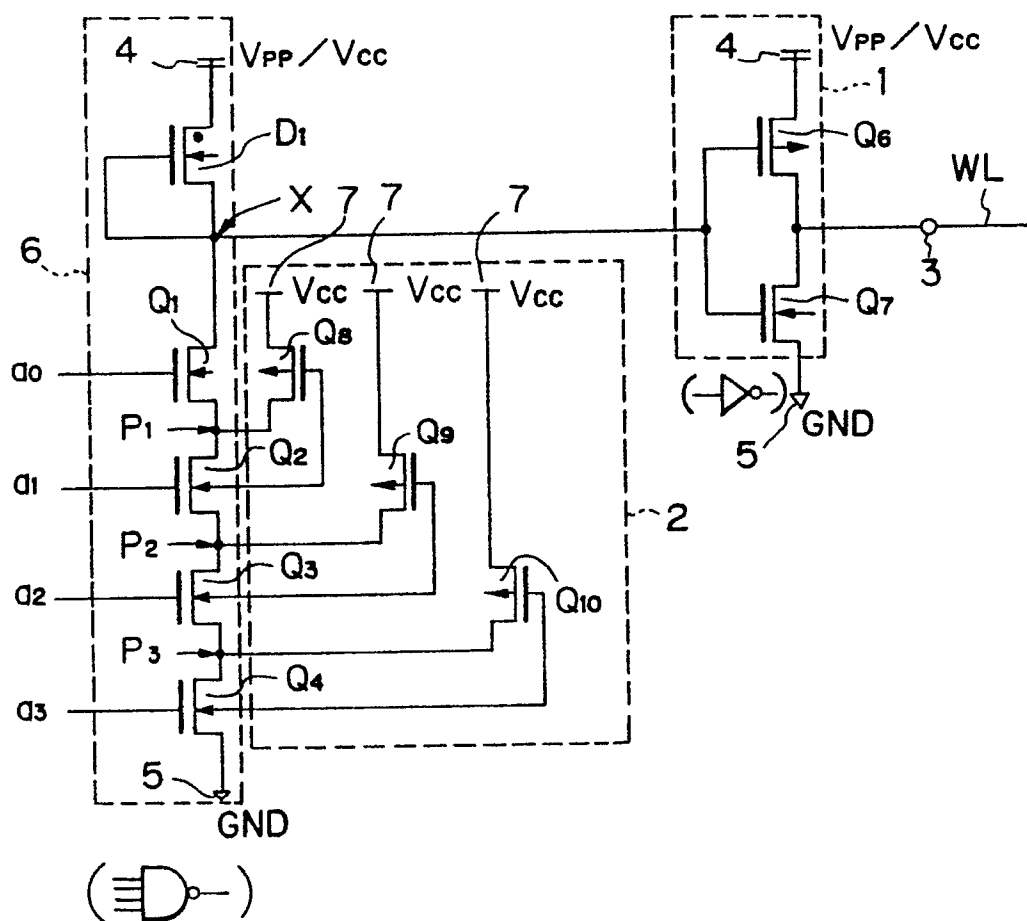 4 VPP/VCC
4 VPP/VCC
1
D1
Q6
X 7 7 7
WL
6
3
VCC VCC VCC
Q1 Q8
Q7
a0
P1
Q2
Q9
5 GND
a1
2
P2
Q3
a2
Q10
P3
Q4
a3
5
GND